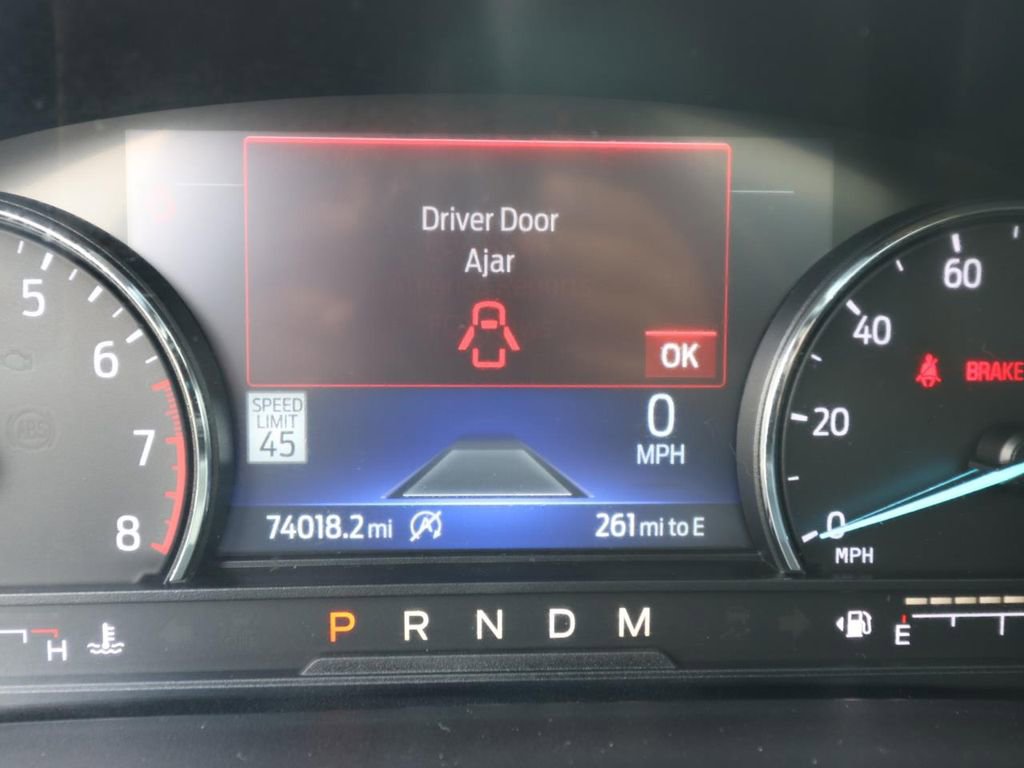 Driver Door
Ajar
OK
SPEED
LIMIT
45
0
MPH
74018.2 mi
261 mi to E
5
6
7
8
ABS
60
40
20
0
MPH
BRAKE
H
P R N D M
E